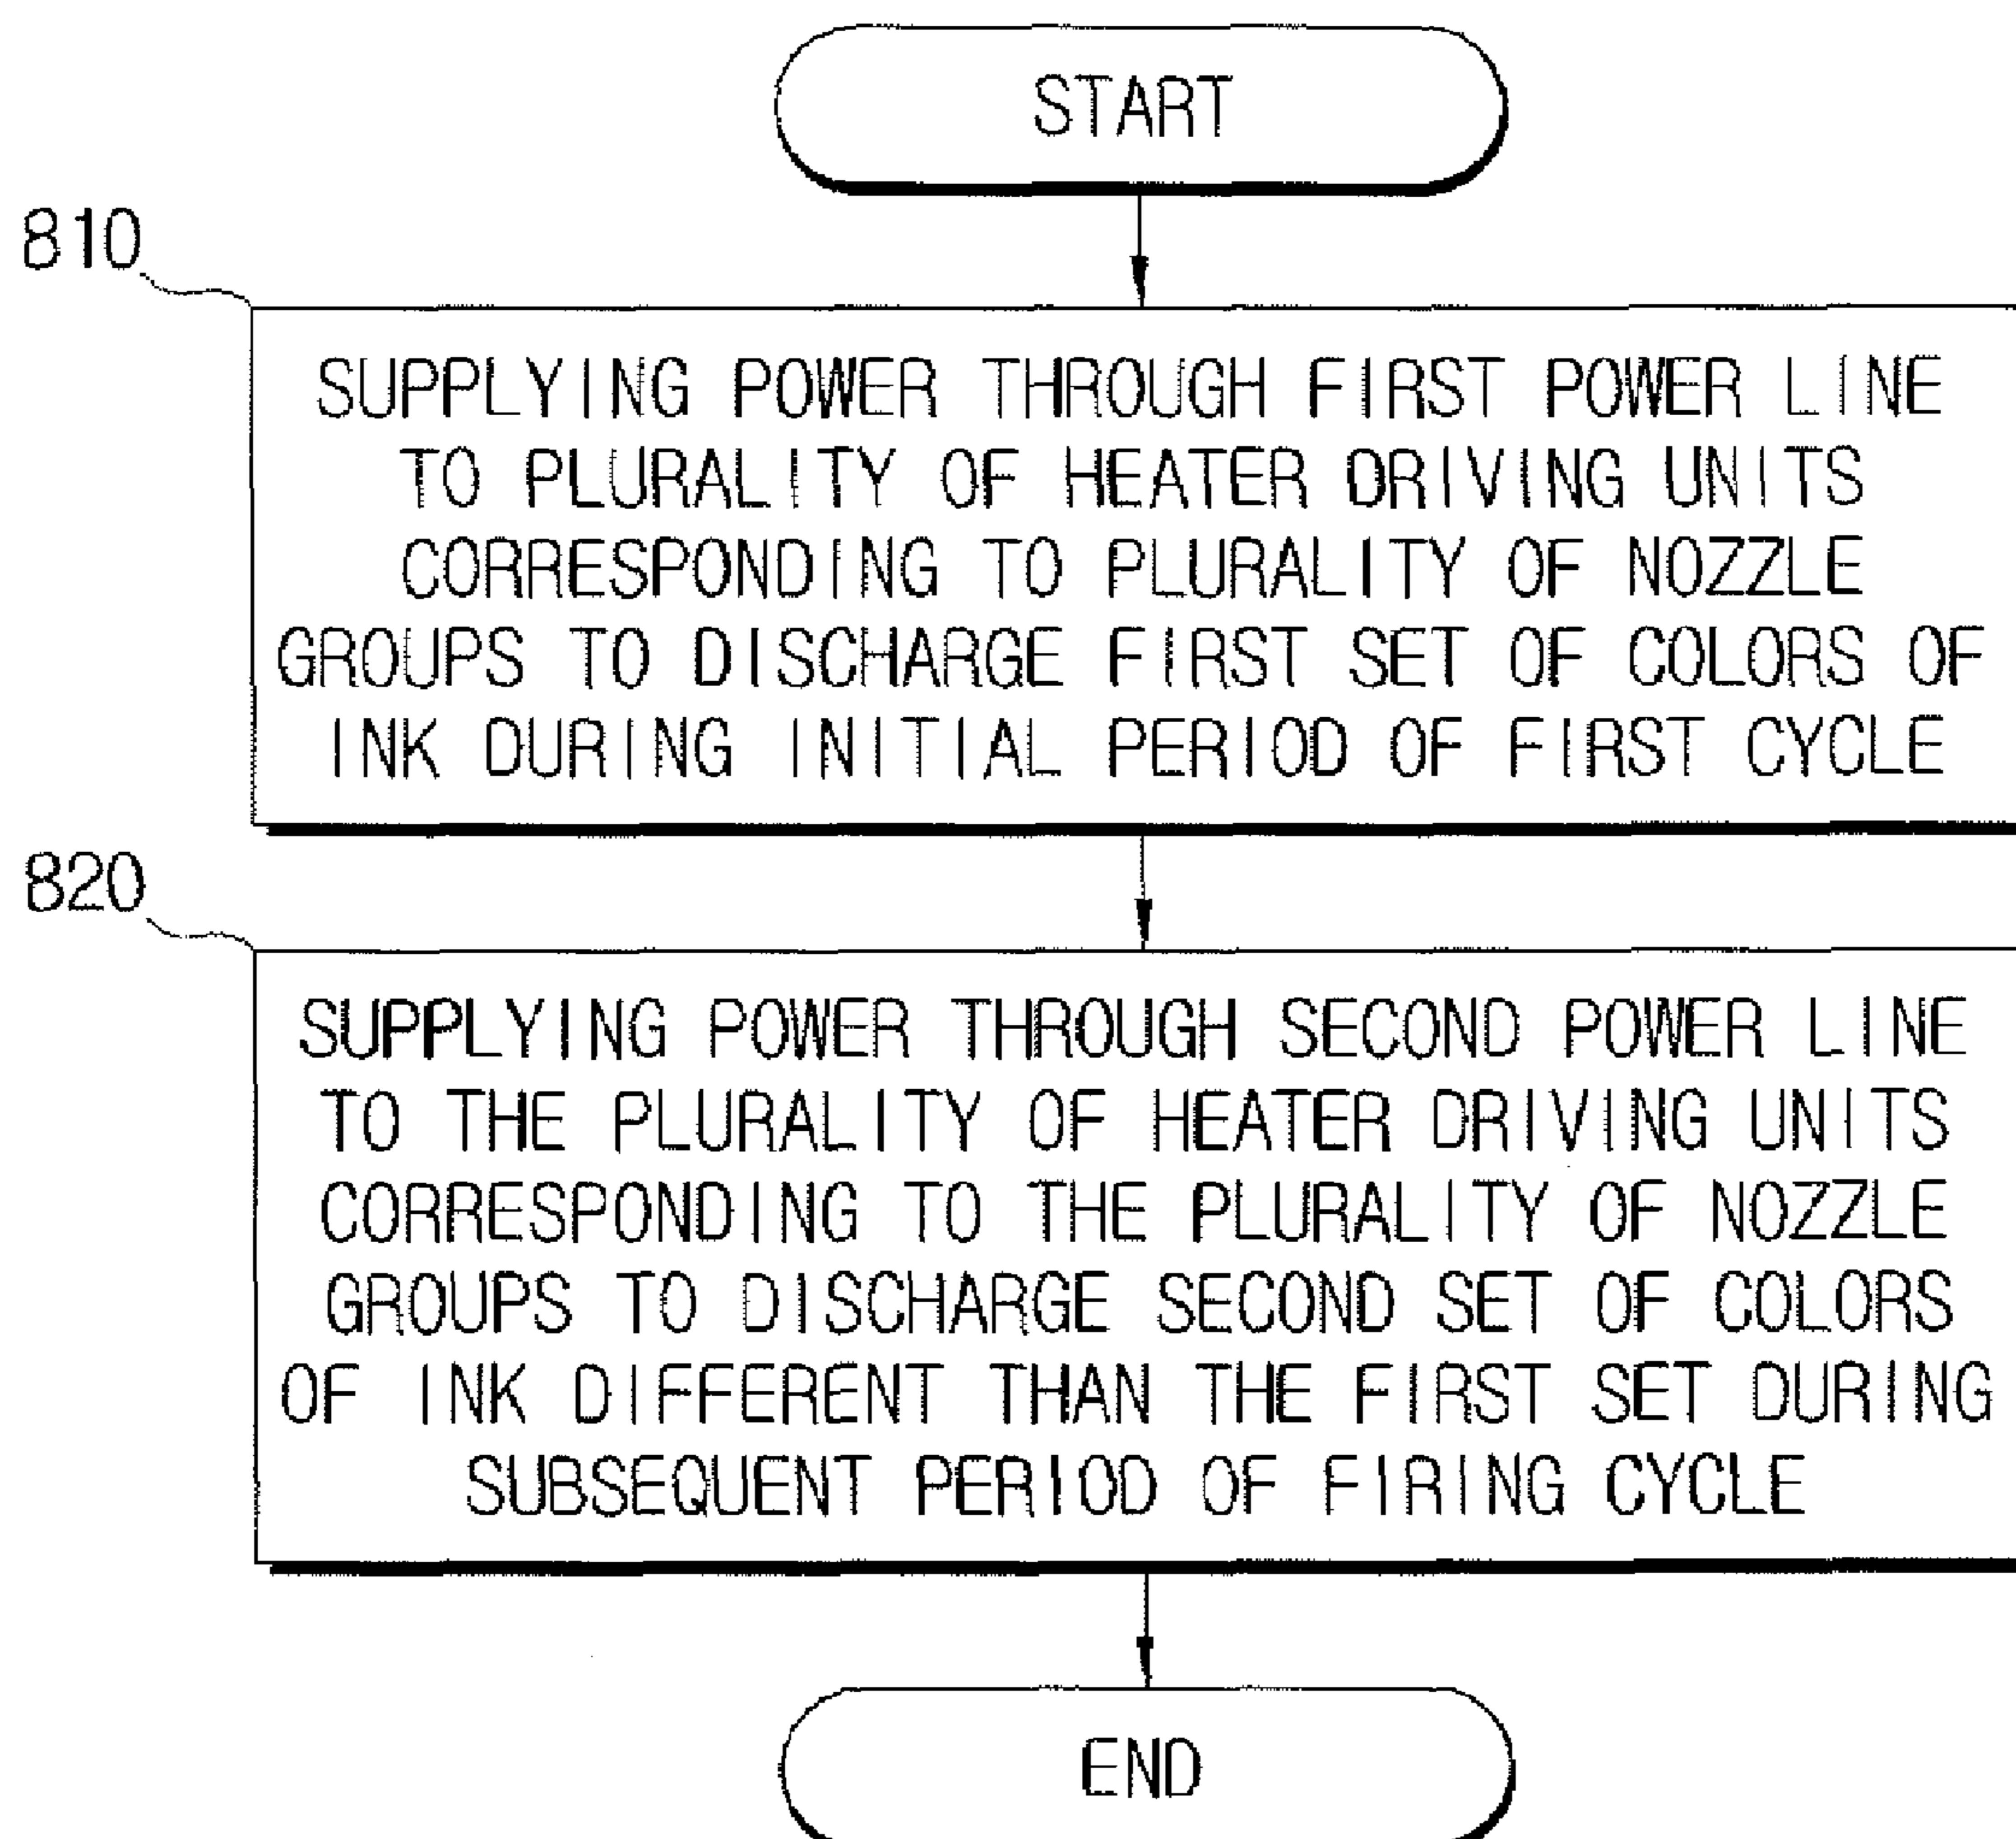 START
810
SUPPLYING POWER THROUGH FIRST POWER LINE
TO PLURALITY OF HEATER DRIVING UNITS
CORRESPONDING TO PLURALITY OF NOZZLE
GROUPS TO DISCHARGE FIRST SET OF COLORS OF
INK DURING INITIAL PERIOD OF FIRST CYCLE
820
SUPPLYING POWER THROUGH SECOND POWER LINE
TO THE PLURALITY OF HEATER DRIVING UNITS
CORRESPONDING TO THE PLURALITY OF NOZZLE
GROUPS TO DISCHARGE SECOND SET OF COLORS
OF INK DIFFERENT THAN THE FIRST SET DURING
SUBSEQUENT PERIOD OF FIRING CYCLE
END